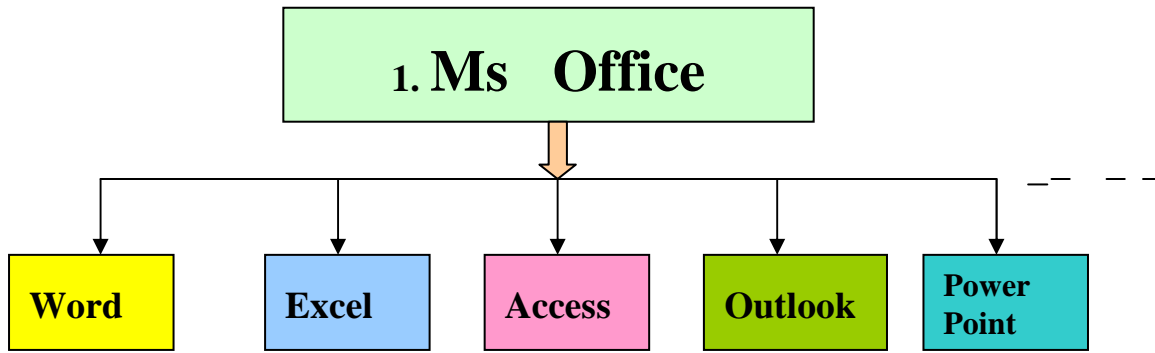 1. Ms Office
Word
Excel
Access
Outlook
Power
Point